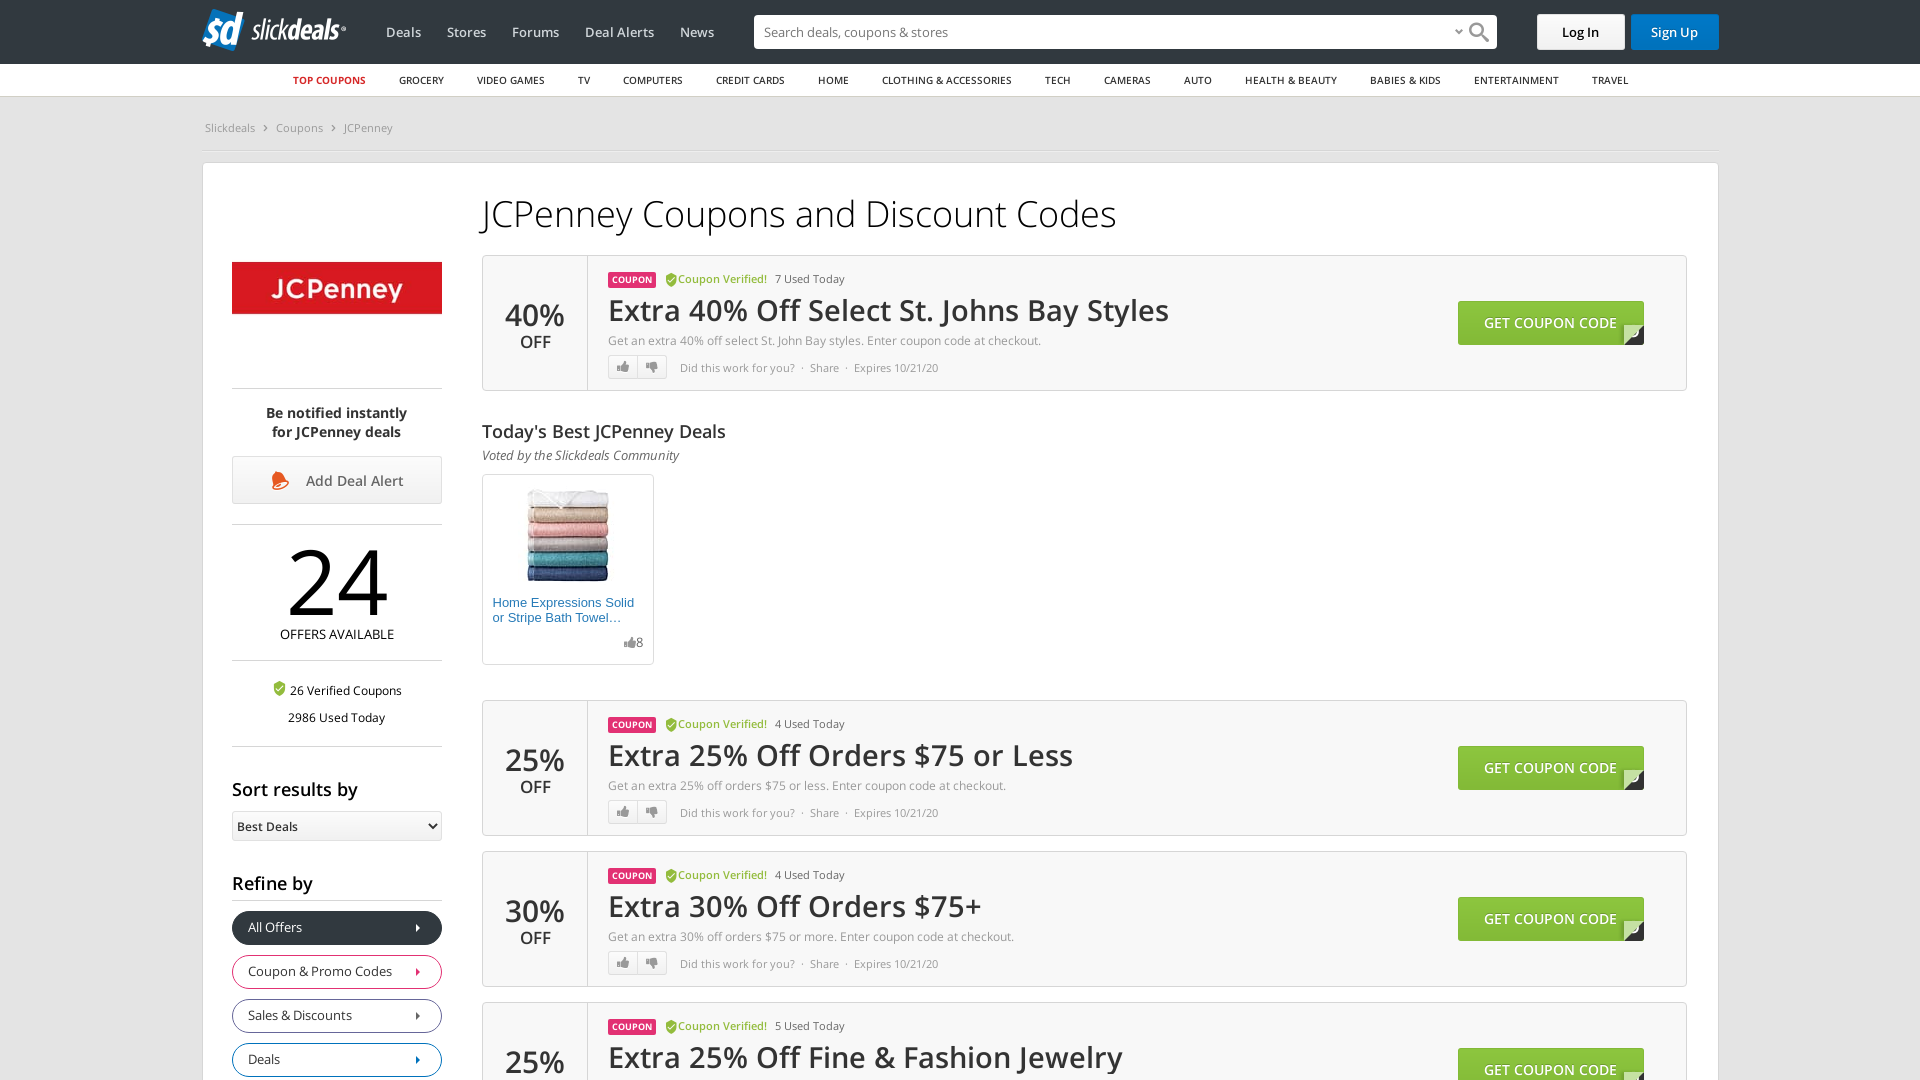 slickdeals
Deals
Stores
Forums
Deal Alerts
News
Search deals, coupons & stores
Log In
Sign Up
TOP COUPONS
GROCERY
VIDEO GAMES
TV
COMPUTERS
CREDIT CARDS
HOME
CLOTHING & ACCESSORIES
TECH
CAMERAS
AUTO
HEALTH & BEAUTY
BABIES & KIDS
ENTERTAINMENT
TRAVEL
Slickdeals › Coupons › JCPenney
JCPenney
Be notified instantly
for JCPenney deals
Add Deal Alert
24
OFFERS AVAILABLE
26 Verified Coupons
2986 Used Today
Sort results by
Best Deals
Refine by
All Offers
Coupon & Promo Codes
Sales & Discounts
Deals
JCPenney Coupons and Discount Codes
40%
OFF
COUPON Coupon Verified! 7 Used Today
Extra 40% Off Select St. Johns Bay Styles
Get an extra 40% off select St. John Bay styles. Enter coupon code at checkout.
Did this work for you? · Share · Expires 10/21/20
GET COUPON CODE
Today's Best JCPenney Deals
Voted by the Slickdeals Community
Home Expressions Solid
or Stripe Bath Towel…
8
25%
OFF
COUPON Coupon Verified! 4 Used Today
Extra 25% Off Orders $75 or Less
Get an extra 25% off orders $75 or less. Enter coupon code at checkout.
Did this work for you? · Share · Expires 10/21/20
GET COUPON CODE
30%
OFF
COUPON Coupon Verified! 4 Used Today
Extra 30% Off Orders $75+
Get an extra 30% off orders $75 or more. Enter coupon code at checkout.
Did this work for you? · Share · Expires 10/21/20
GET COUPON CODE
25%
COUPON Coupon Verified! 5 Used Today
Extra 25% Off Fine & Fashion Jewelry
GET COUPON CODE